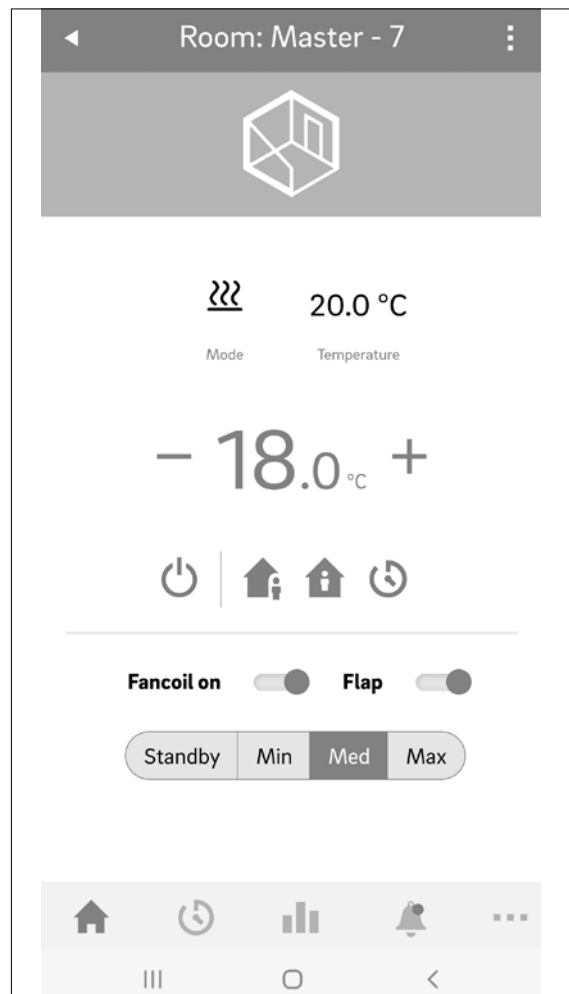 Room: Master - 7
20.0 °C
Mode Temperature
− 18.0 °C +
Fancoil on Flap
Standby Min Med Max